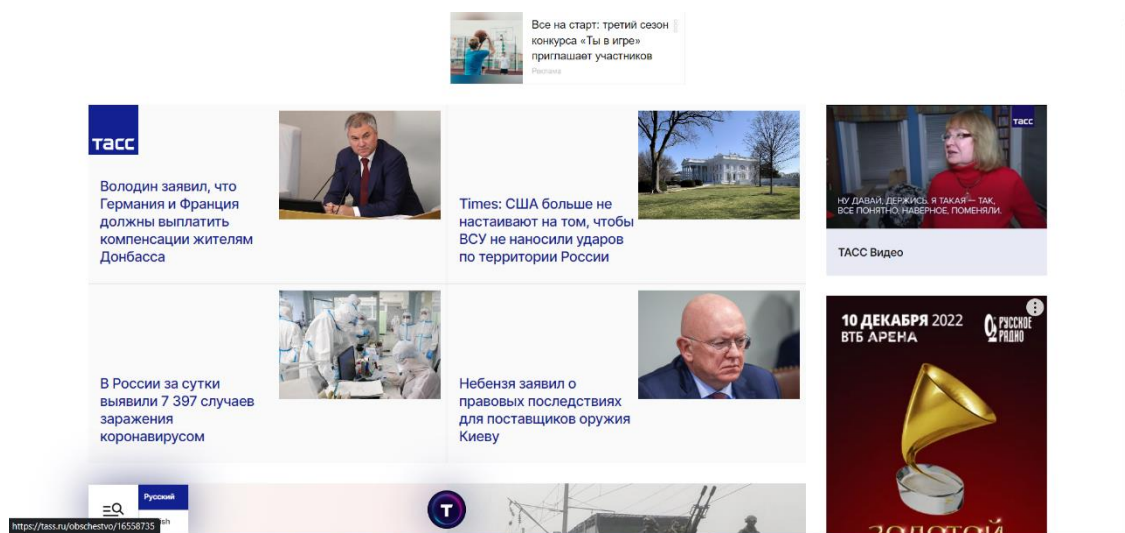 Все на старт: третий сезон
конкурса «Ты в игре»
приглашает участников
Реклама
ТАСС
Володин заявил, что
Германия и Франция
должны выплатить
компенсации жителям
Донбасса
Times: США больше не
настаивают на том, чтобы
ВСУ не наносили ударов
по территории России
ТАСС
НУ ДАВАЙ, ДЕРЖИСЬ. Я ТАКАЯ — ТАК,
ВСЕ ПОНЯТНО, НАВЕРНОЕ, ПОМЕНЯЛИ.
ТАСС Видео
В России за сутки
выявили 7 397 случаев
заражения
коронавирусом
Небензя заявил о
правовых последствиях
для поставщиков оружия
Киеву
10 ДЕКАБРЯ 2022
ВТБ АРЕНА
РУССКОЕ
РАДИО
ЗОЛОТОЙ
Русский
ish
T
https://tass.ru/obschestvo/16558735